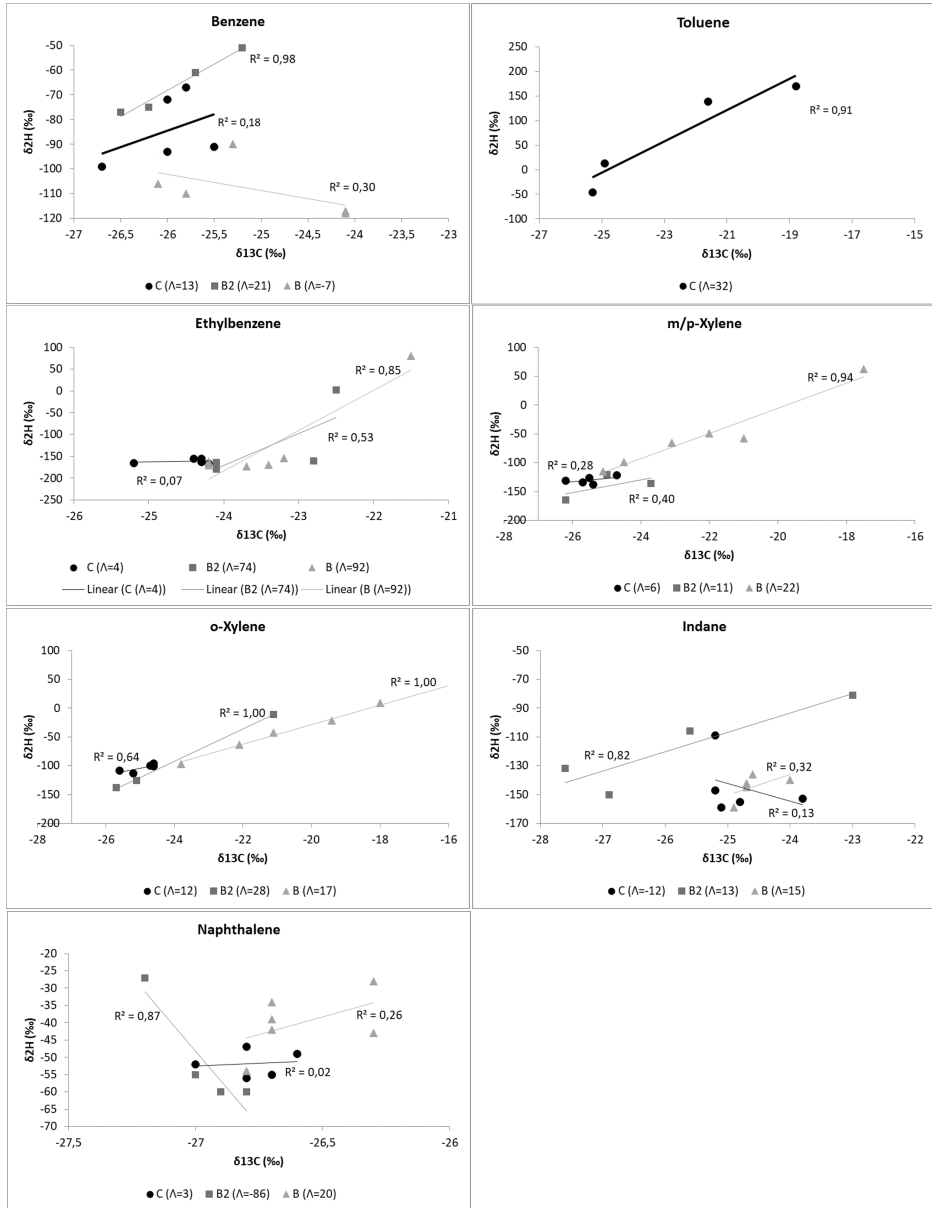 Benzene
-50
-60
-70
-80
-90
-100
-110
-120
δ2H (‰)
R² = 0,98
R² = 0,18
R² = 0,30
-27 -26,5 -26 -25,5 -25 -24,5 -24 -23,5 -23
δ13C (‰)
C (Λ=13) B2 (Λ=21) B (Λ=-7)
Toluene
250
200
150
100
50
0
-50
-100
δ2H (‰)
R² = 0,91
-27 -25 -23 -21 -19 -17 -15
δ13C (‰)
C (Λ=32)
Ethylbenzene
100
50
0
-50
-100
-150
-200
-250
δ2H (‰)
R² = 0,85
R² = 0,53
R² = 0,07
-26 -25 -24 -23 -22 -21
δ13C (‰)
C (Λ=4) B2 (Λ=74) B (Λ=92)
Linear (C (Λ=4)) Linear (B2 (Λ=74)) Linear (B (Λ=92))
m/p-Xylene
100
50
0
-50
-100
-150
-200
δ2H (‰)
R² = 0,94
R² = 0,28
R² = 0,40
-28 -26 -24 -22 -20 -18 -16
δ13C (‰)
C (Λ=6) B2 (Λ=11) B (Λ=22)
o-Xylene
100
50
0
-50
-100
-150
-200
δ2H (‰)
R² = 1,00
R² = 1,00
R² = 0,64
-28 -26 -24 -22 -20 -18 -16
δ13C (‰)
C (Λ=12) B2 (Λ=28) B (Λ=17)
Indane
-50
-70
-90
-110
-130
-150
-170
δ2H (‰)
R² = 0,82
R² = 0,32
R² = 0,13
-28 -27 -26 -25 -24 -23 -22
δ13C (‰)
C (Λ=-12) B2 (Λ=13) B (Λ=15)
Naphthalene
-20
-25
-30
-35
-40
-45
-50
-55
-60
-65
-70
δ2H (‰)
R² = 0,87
R² = 0,26
R² = 0,02
-27,5 -27 -26,5 -26
δ13C (‰)
C (Λ=3) B2 (Λ=-86) B (Λ=20)